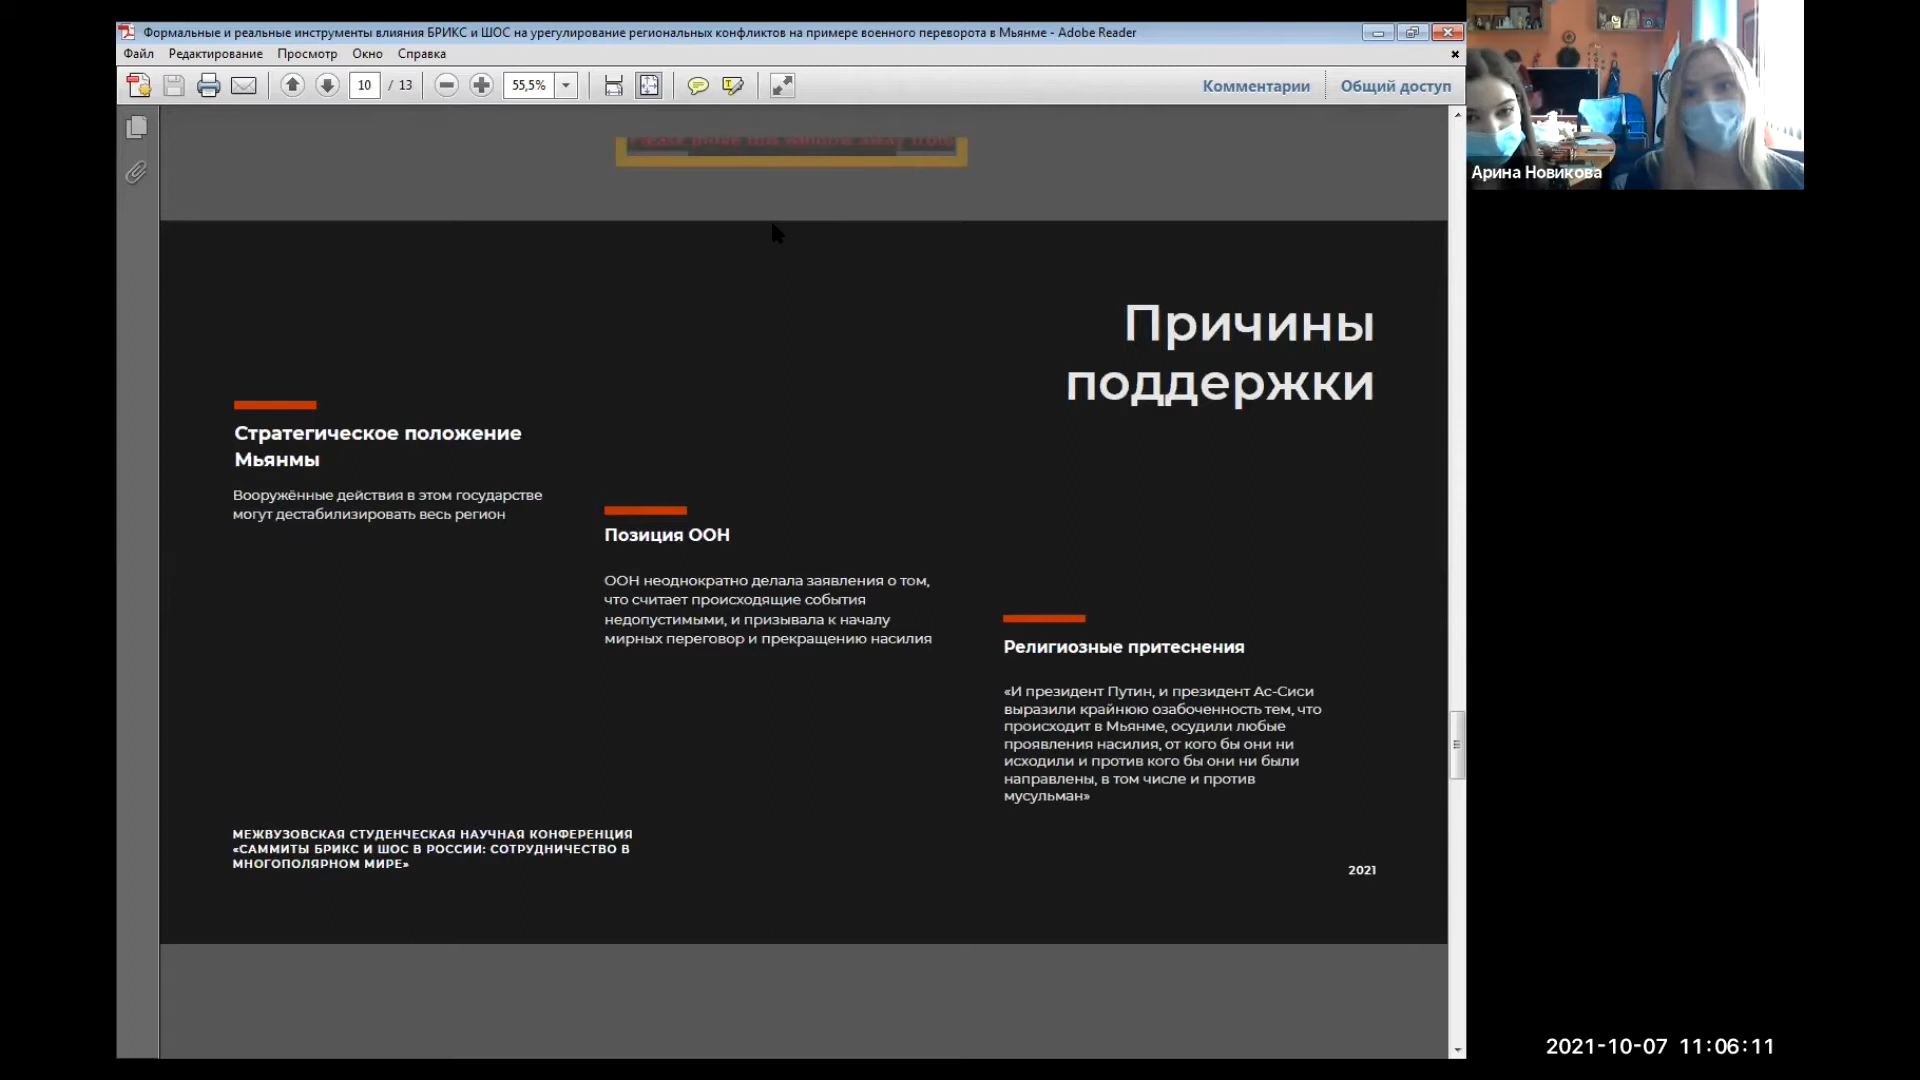 Формальные и реальные инструменты влияния БРИКС и ШОС на урегулирование региональных конфликтов на примере военного переворота в Мьянме - Adobe Reader
Файл Редактирование Просмотр Окно Справка
10 / 13 55,5% Комментарии Общий доступ
Арина Новикова
Причины
поддержки
Стратегическое положение
Мьянмы
Вооружённые действия в этом государстве
могут дестабилизировать весь регион
Позиция ООН
ООН неоднократно делала заявления о том,
что считает происходящие события
недопустимыми, и призывала к началу
мирных переговор и прекращению насилия
Религиозные притеснения
«И президент Путин, и президент Ас-Сиси
выразили крайнюю озабоченность тем, что
происходит в Мьянме, осудили любые
проявления насилия, от кого бы они ни
исходили и против кого бы они ни были
направлены, в том числе и против
мусульман»
МЕЖВУЗОВСКАЯ СТУДЕНЧЕСКАЯ НАУЧНАЯ КОНФЕРЕНЦИЯ
«САММИТЫ БРИКС И ШОС В РОССИИ: СОТРУДНИЧЕСТВО В
МНОГОПОЛЯРНОМ МИРЕ»
2021
2021-10-07 11:06:11